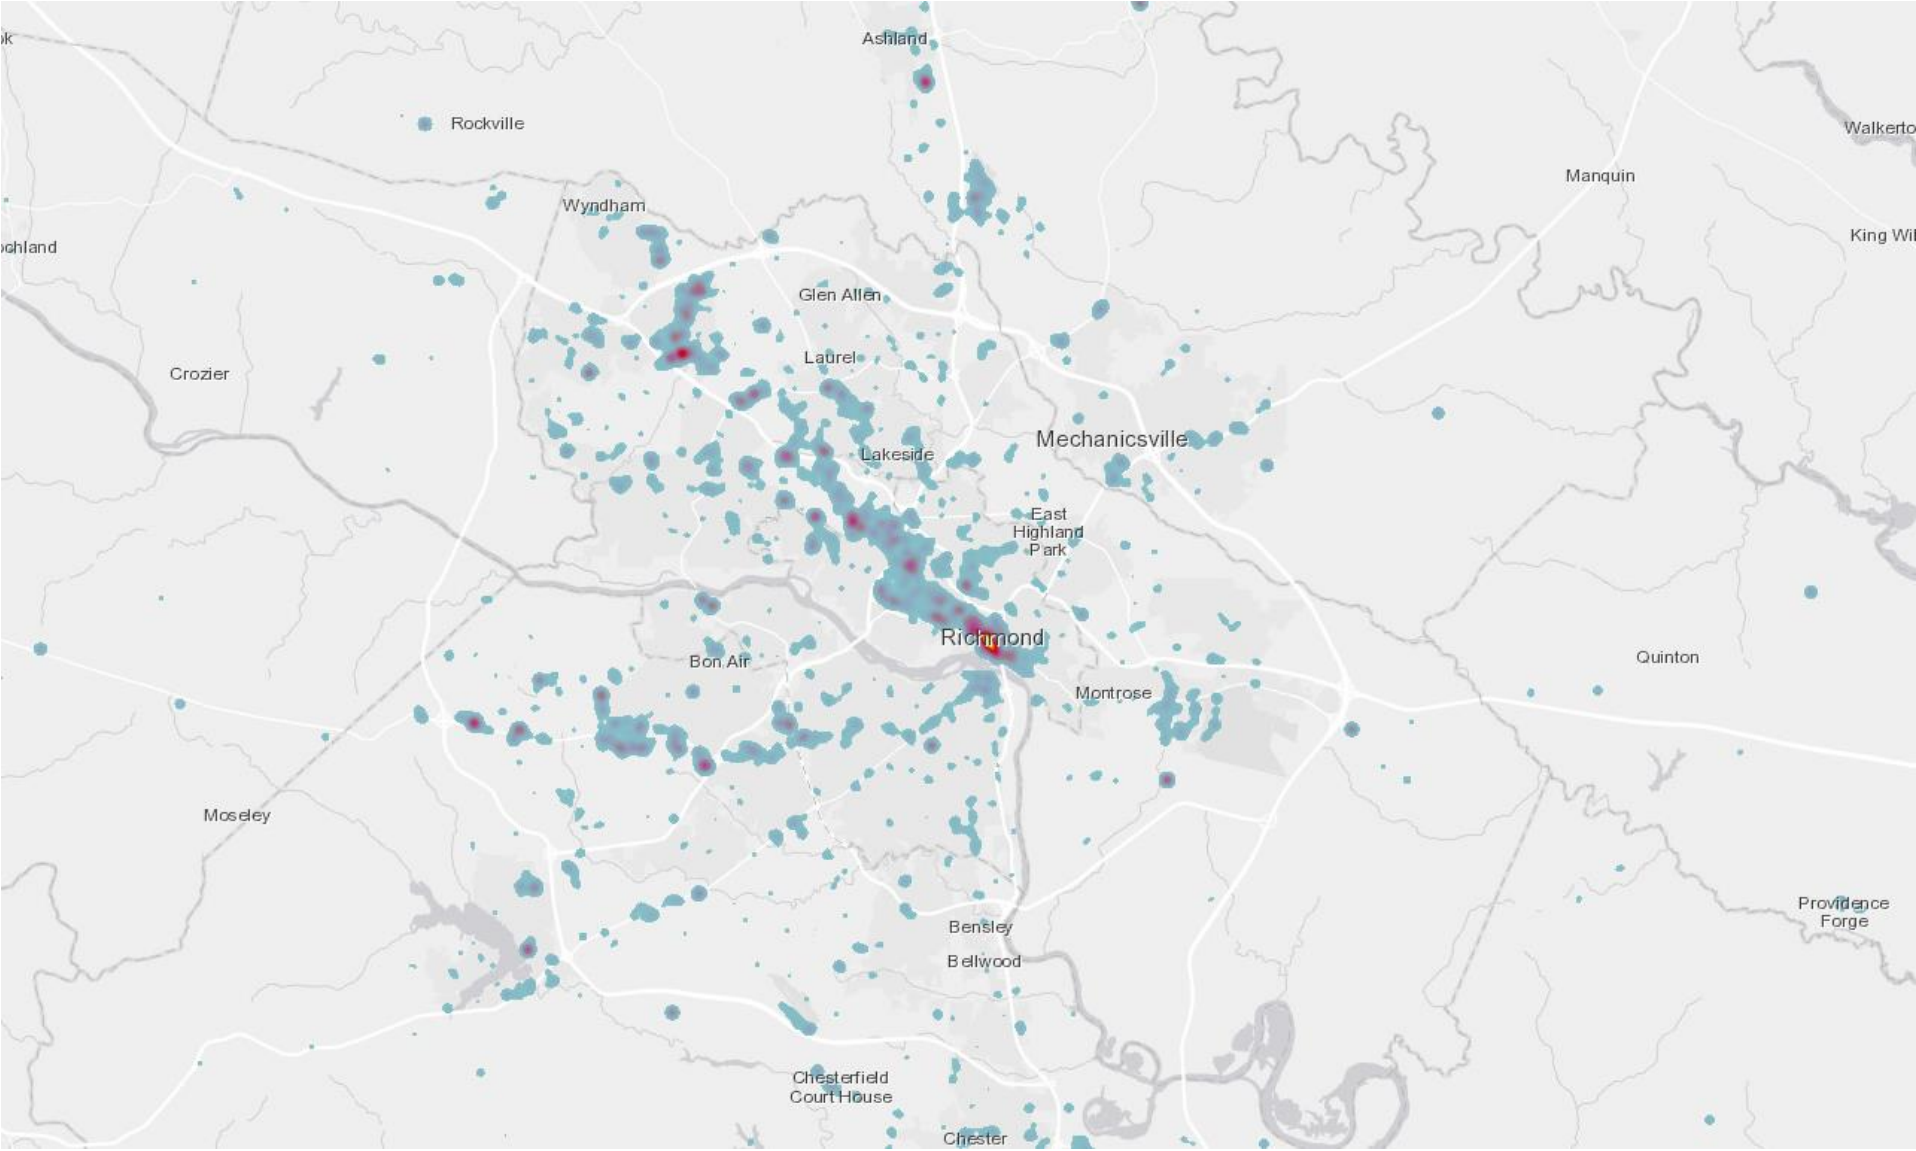 Ashland
Rockville
Walkerto
Manquin
Wyndham
King Wil
ochland
Glen Allen
Laurel
Crozier
Mechanicsville
Lakeside
East
Highland
Park
Richmond
Bon Air
Quinton
Montrose
Moseley
Providence
Forge
Bensley
Bellwood
Chesterfield
Court House
Chester